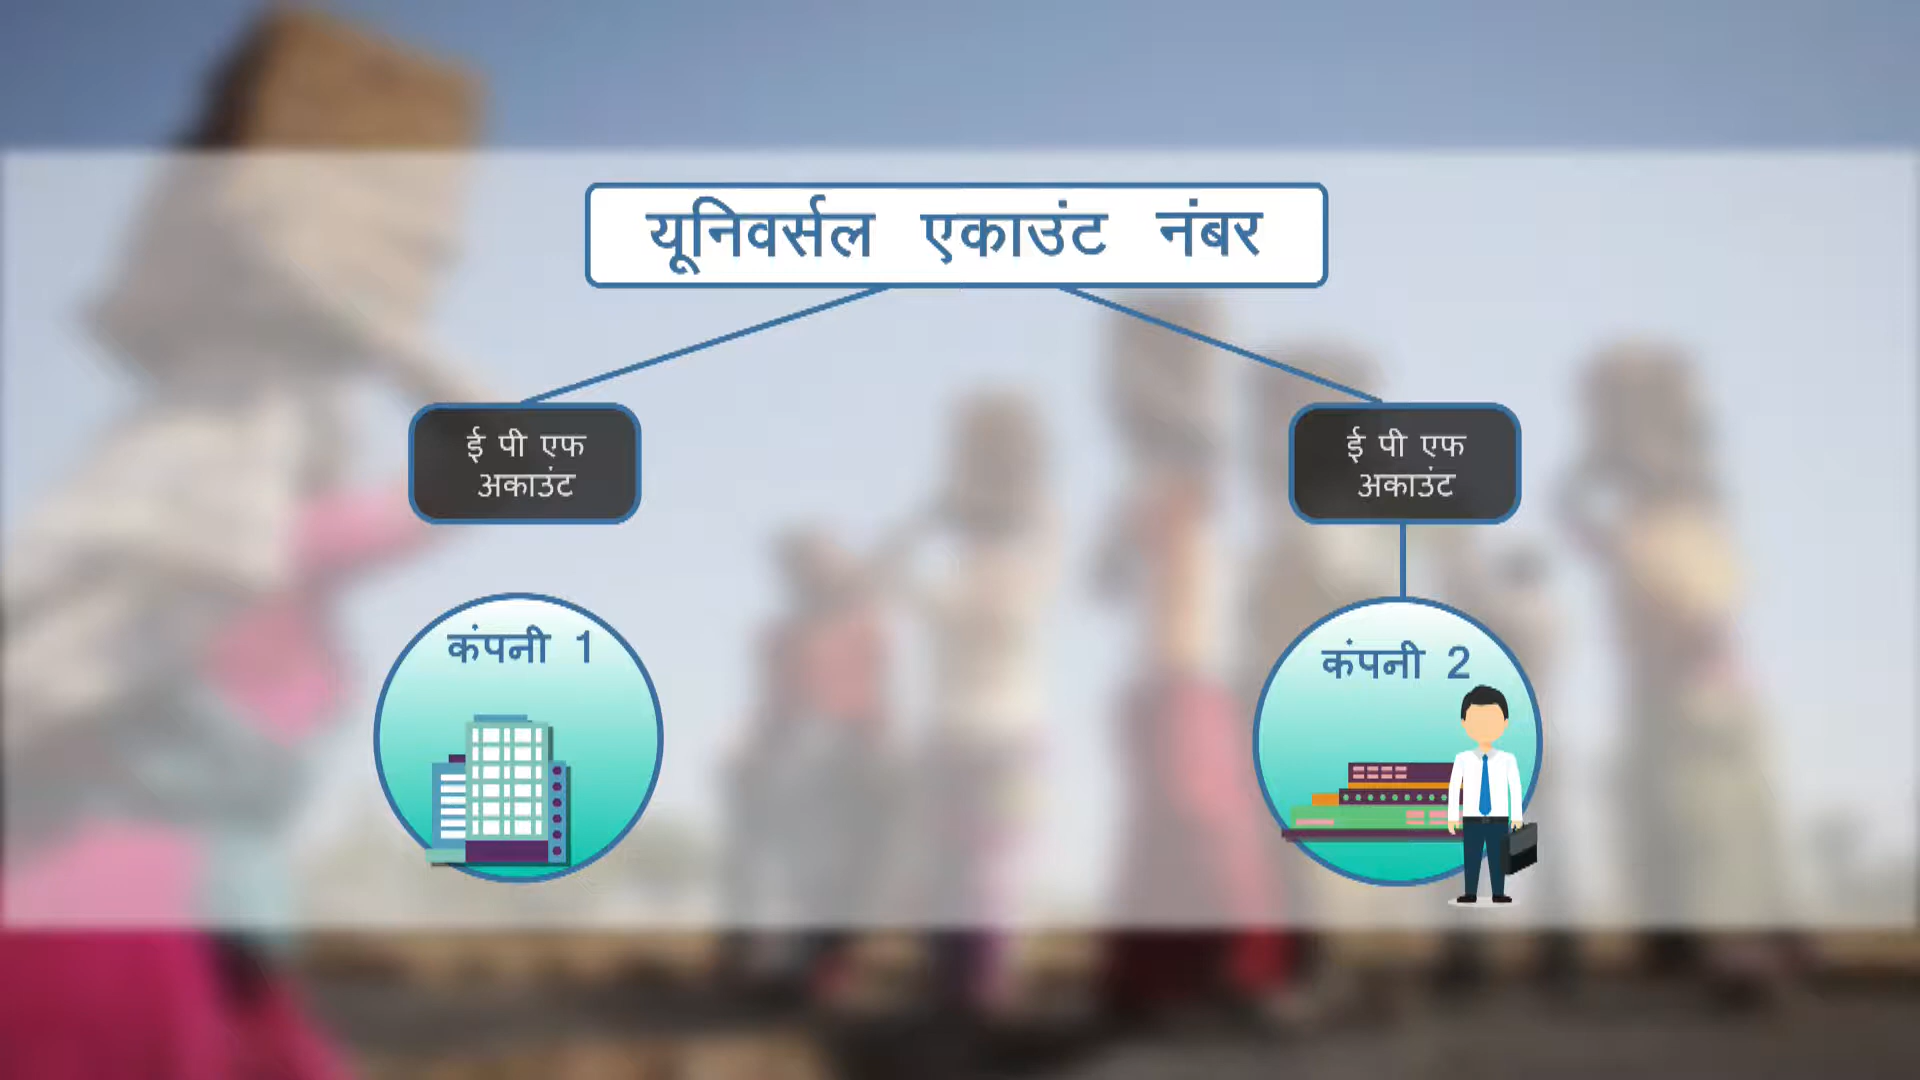 यूनिवर्सल एकाउंट नंबर
ई पी एफ
अकाउंट
ई पी एफ
अकाउंट
कंपनी 1
कंपनी 2